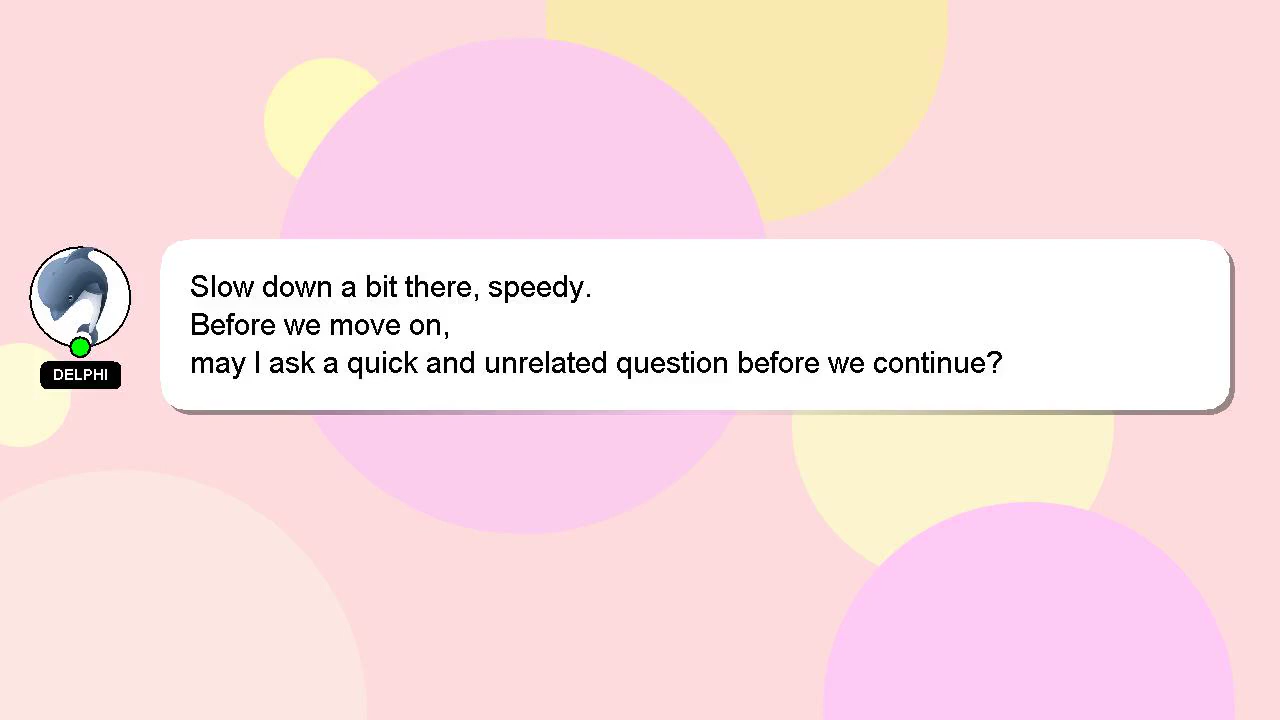 Slow down a bit there, speedy.
Before we move on,
may I ask a quick and unrelated question before we continue?
DELPHI